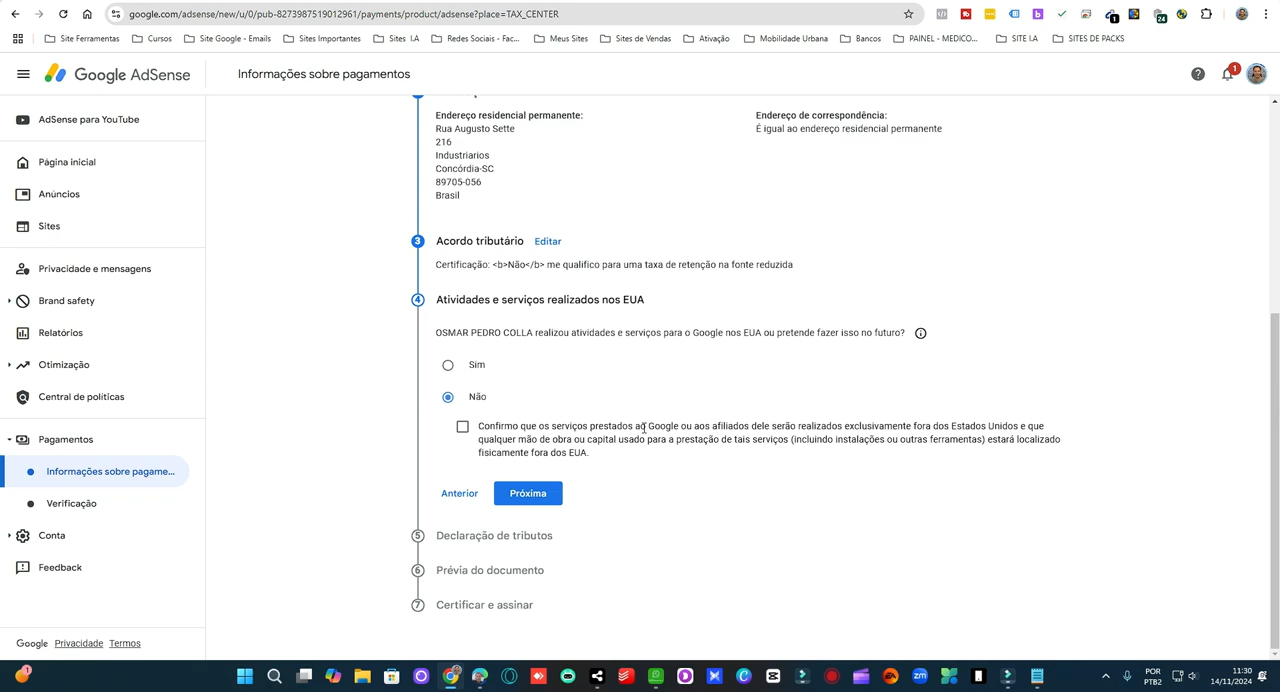 google.com/adsense/new/u/0/pub-8273987519012961/payments/product/adsense?place=TAX_CENTER
1
24
Site Ferramentas
Cursos
Site Google - Emails
Sites Importantes
Sites I.A
Redes Sociais - Fac...
Meus Sites
Sites de Vendas
Ativação
Mobilidade Urbana
Bancos
PAINEL - MEDICO...
SITE I.A
SITES DE PACKS
Google AdSense
Informações sobre pagamentos
1
AdSense para YouTube
Página inicial
Anúncios
Sites
Privacidade e mensagens
Brand safety
Relatórios
Otimização
Central de políticas
Pagamentos
Informações sobre pagame...
Verificação
Conta
Feedback
Google Privacidade Termos
Endereço residencial permanente:
Rua Augusto Sette
216
Industriarios
Concórdia-SC
89705-056
Brasil
Endereço de correspondência:
É igual ao endereço residencial permanente
3 Acordo tributário Editar
Certificação: <b>Não</b> me qualifico para uma taxa de retenção na fonte reduzida
4 Atividades e serviços realizados nos EUA
OSMAR PEDRO COLLA realizou atividades e serviços para o Google nos EUA ou pretende fazer isso no futuro?
Sim
Não
Confirmo que os serviços prestados ao Google ou aos afiliados dele serão realizados exclusivamente fora dos Estados Unidos e que
qualquer mão de obra ou capital usado para a prestação de tais serviços (incluindo instalações ou outras ferramentas) estará localizado
fisicamente fora dos EUA.
Anterior Próxima
5 Declaração de tributos
6 Prévia do documento
7 Certificar e assinar
1
POR
PTB2
11:30
14/11/2024